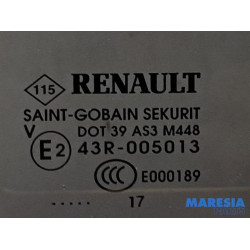 115 RENAULT
SAINT-GOBAIN SEKURIT
V DOT 39 AS3 M448
E2 43R-005013
CCC E000189
..... 17
MARESIA